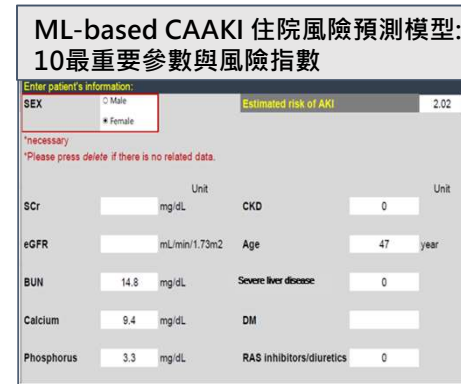 ML-based CAAKI 住院風險預測模型:
10最重要參數與風險指數
Enter patient's information:
SEX Male Estimated risk of AKI 2.02
Female
*necessary
*Please press delete if there is no related data.
Unit Unit
SCr mg/dL CKD 0
eGFR mL/min/1.73m2 Age 47 year
BUN 14.8 mg/dL Severe liver disease 0
Calcium 9.4 mg/dL DM
Phosphorus 3.3 mg/dL RAS inhibitors/diuretics 0